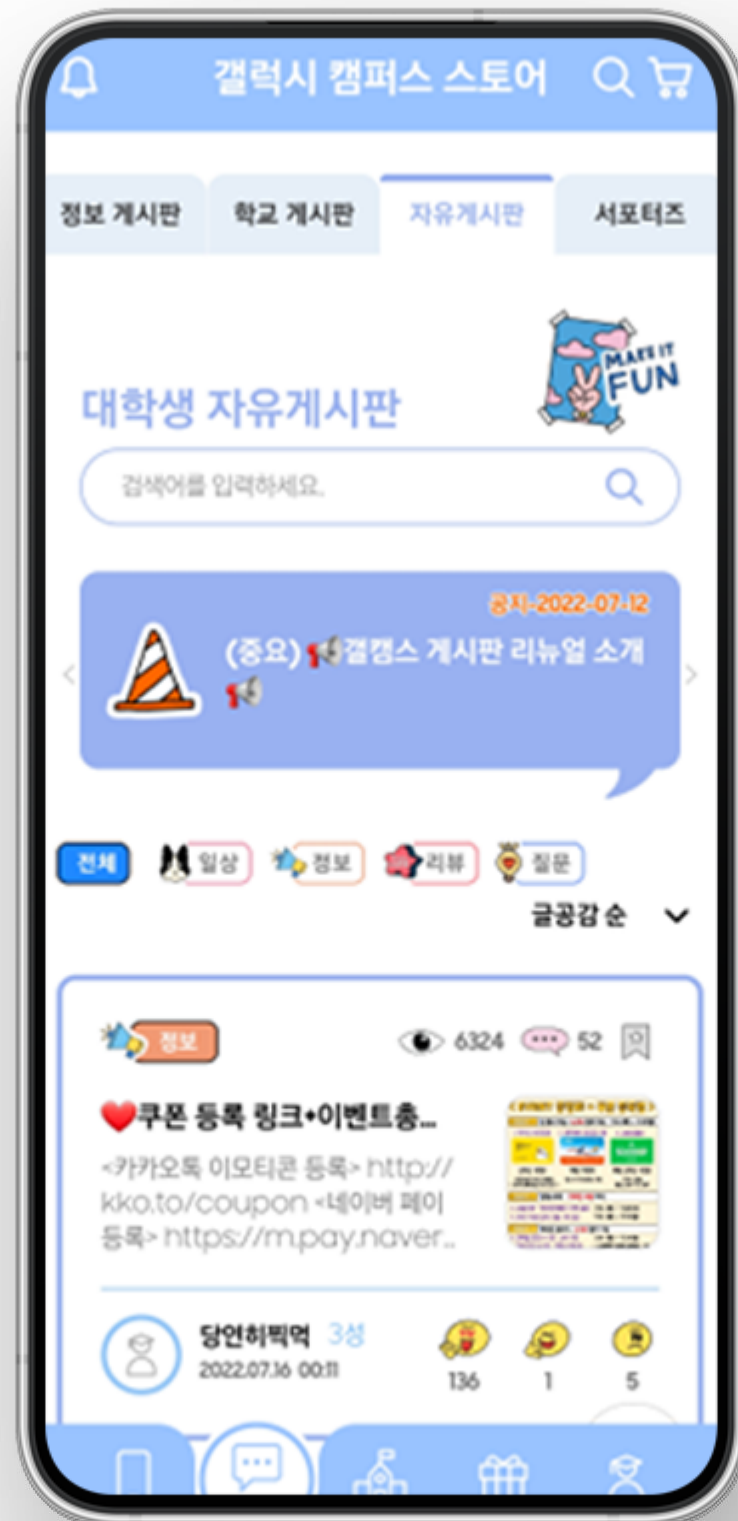 갤럭시 캠퍼스 스토어
정보 게시판 학교 게시판 자유게시판 서포터즈
MAKE IT
FUN
대학생 자유게시판
검색어를 입력하세요.
공지-2022-07-12
(중요) 📢갤캠스 게시판 리뉴얼 소개
📢
전체 일상 정보 리뷰 질문
글공감 순
정보 6324 52
❤️쿠폰 등록 링크+이벤트총...
<카카오톡 이모티콘 등록> http://
kko.to/coupon <네이버 페이
등록> https://m.pay.naver..
당연히찍먹 3성
2022.07.16 00:11
136 1 5